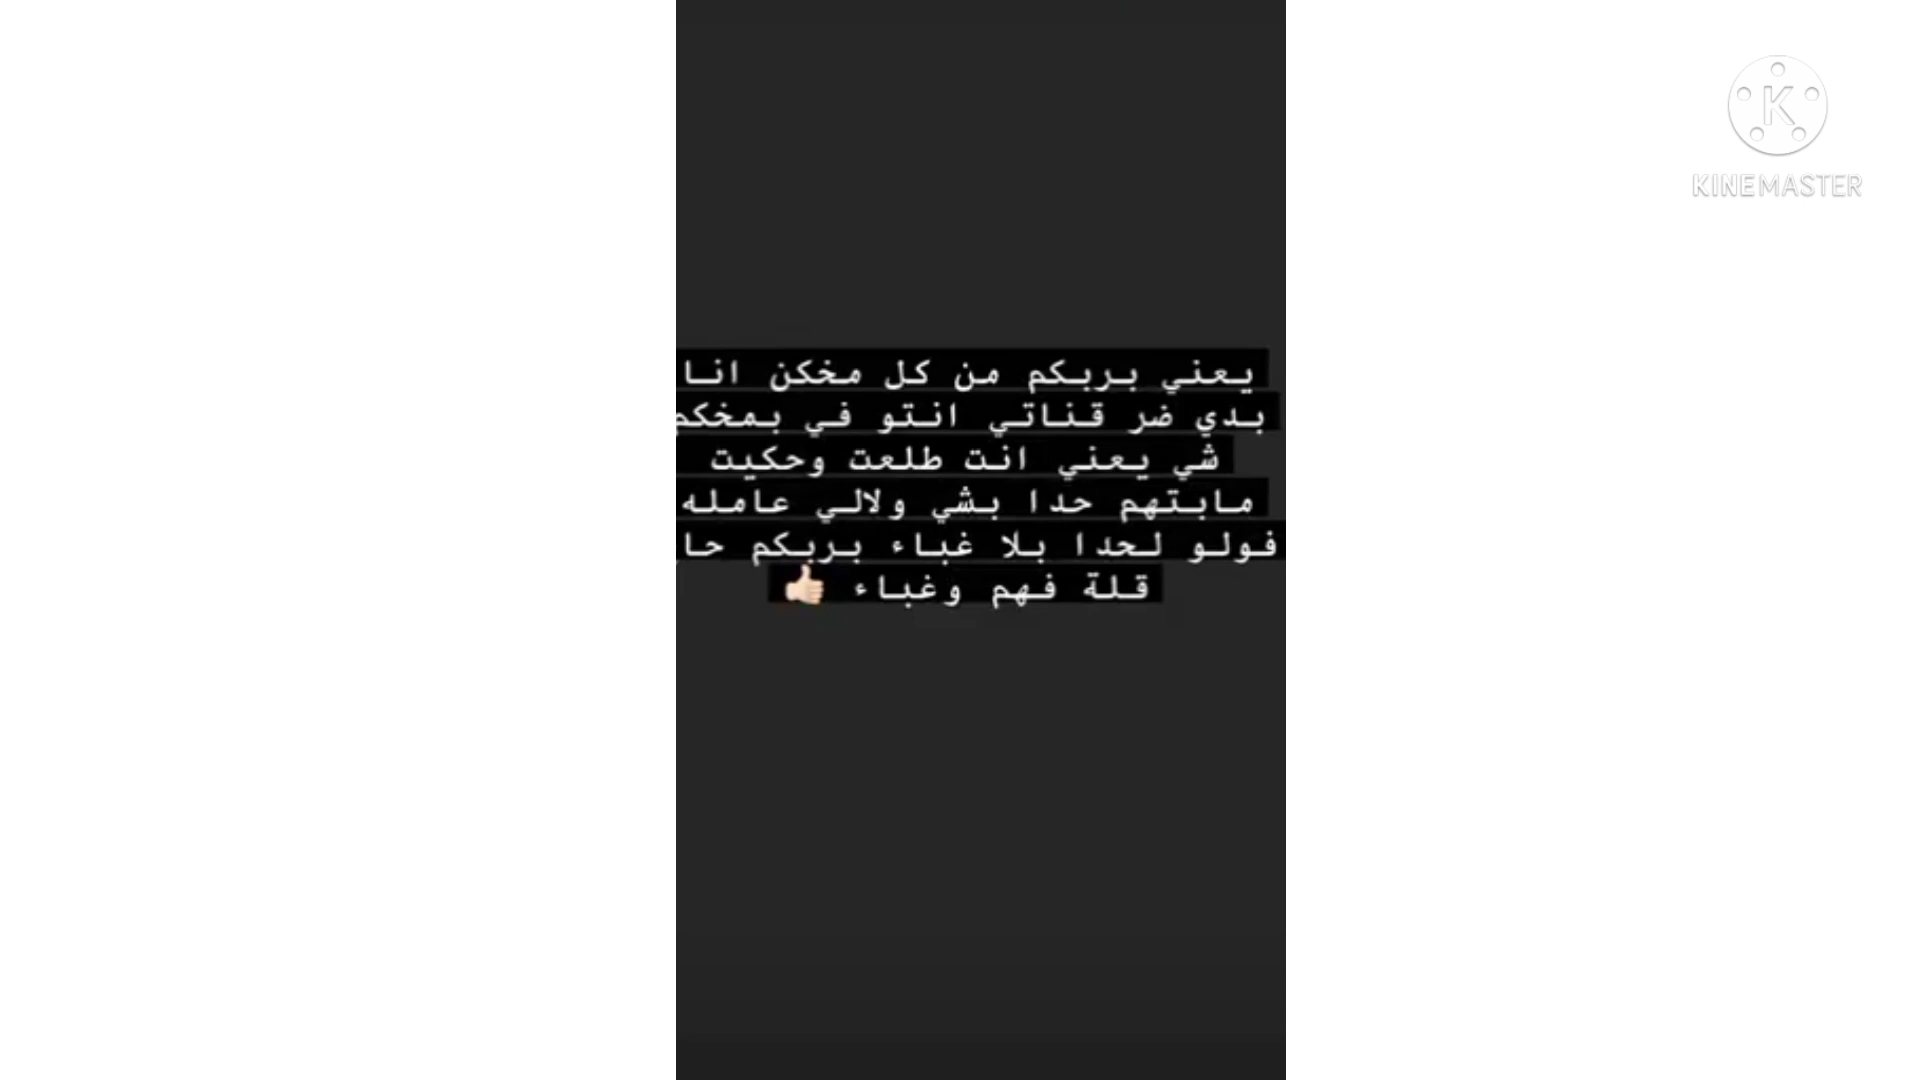 يعني بربكم من كل مخكن انا
بدي ضر قناتي انتو في بمخكم
شي يعني انت طلعت وحكيت
مابتهم حدا بشي ولالي عامله
فولو لحدا بلا غباء بربكم حا
قلة فهم وغباء 👍🏻
KINEMASTER